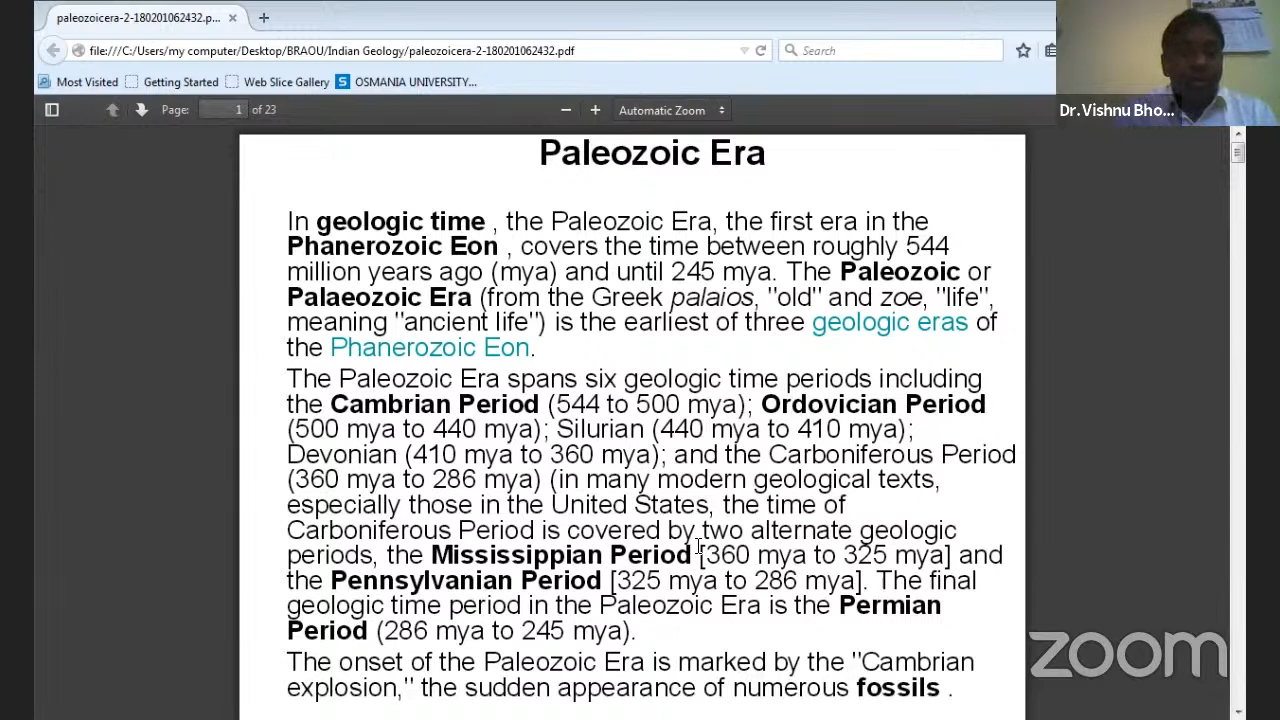 paleozoicera-2-180201062432.p...
file:///C:/Users/my computer/Desktop/BRAOU/Indian Geology/paleozoicera-2-180201062432.pdf
Search
Most Visited Getting Started Web Slice Gallery OSMANIA UNIVERSITY...
Page: 1 of 23
Automatic Zoom
Dr.Vishnu Bho...
Paleozoic Era
In geologic time , the Paleozoic Era, the first era in the
Phanerozoic Eon , covers the time between roughly 544
million years ago (mya) and until 245 mya. The Paleozoic or
Palaeozoic Era (from the Greek palaios, "old" and zoe, "life",
meaning "ancient life") is the earliest of three geologic eras of
the Phanerozoic Eon.
The Paleozoic Era spans six geologic time periods including
the Cambrian Period (544 to 500 mya); Ordovician Period
(500 mya to 440 mya); Silurian (440 mya to 410 mya);
Devonian (410 mya to 360 mya); and the Carboniferous Period
(360 mya to 286 mya) (in many modern geological texts,
especially those in the United States, the time of
Carboniferous Period is covered by two alternate geologic
periods, the Mississippian Period [360 mya to 325 mya] and
the Pennsylvanian Period [325 mya to 286 mya]. The final
geologic time period in the Paleozoic Era is the Permian
Period (286 mya to 245 mya).
The onset of the Paleozoic Era is marked by the "Cambrian
explosion," the sudden appearance of numerous fossils .
zoom